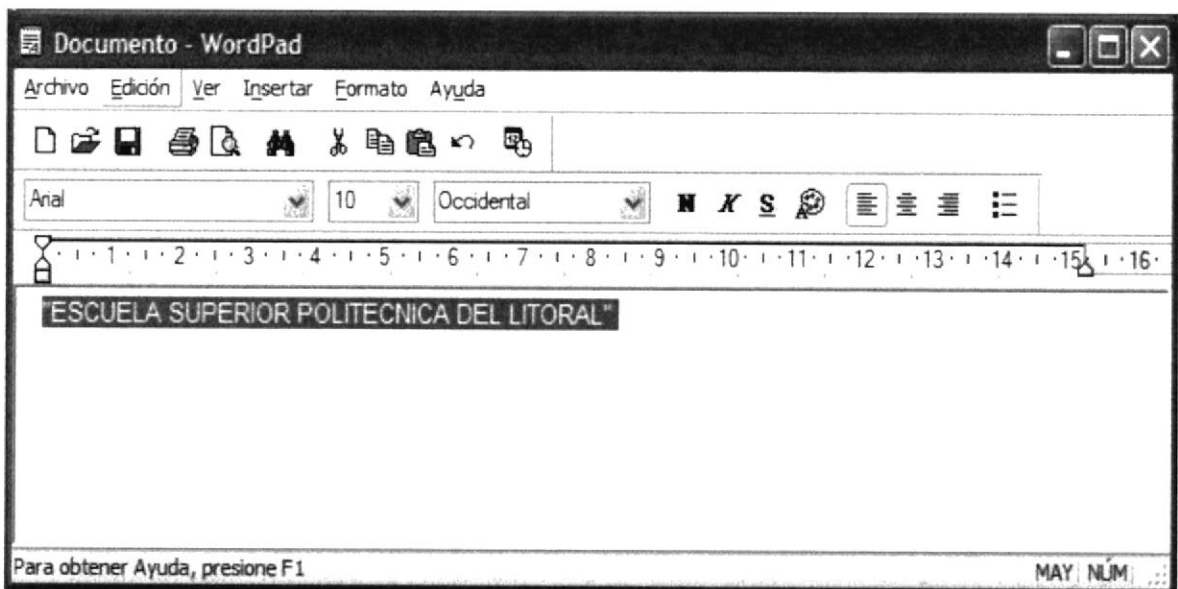 Documento - WordPad
Archivo Edición Ver Insertar Formato Ayuda
Arial 10 Occidental N K S
1 2 3 4 5 6 7 8 9 10 11 12 13 14 15 16
"ESCUELA SUPERIOR POLITECNICA DEL LITORAL"
Para obtener Ayuda, presione F1 MAY NÚM